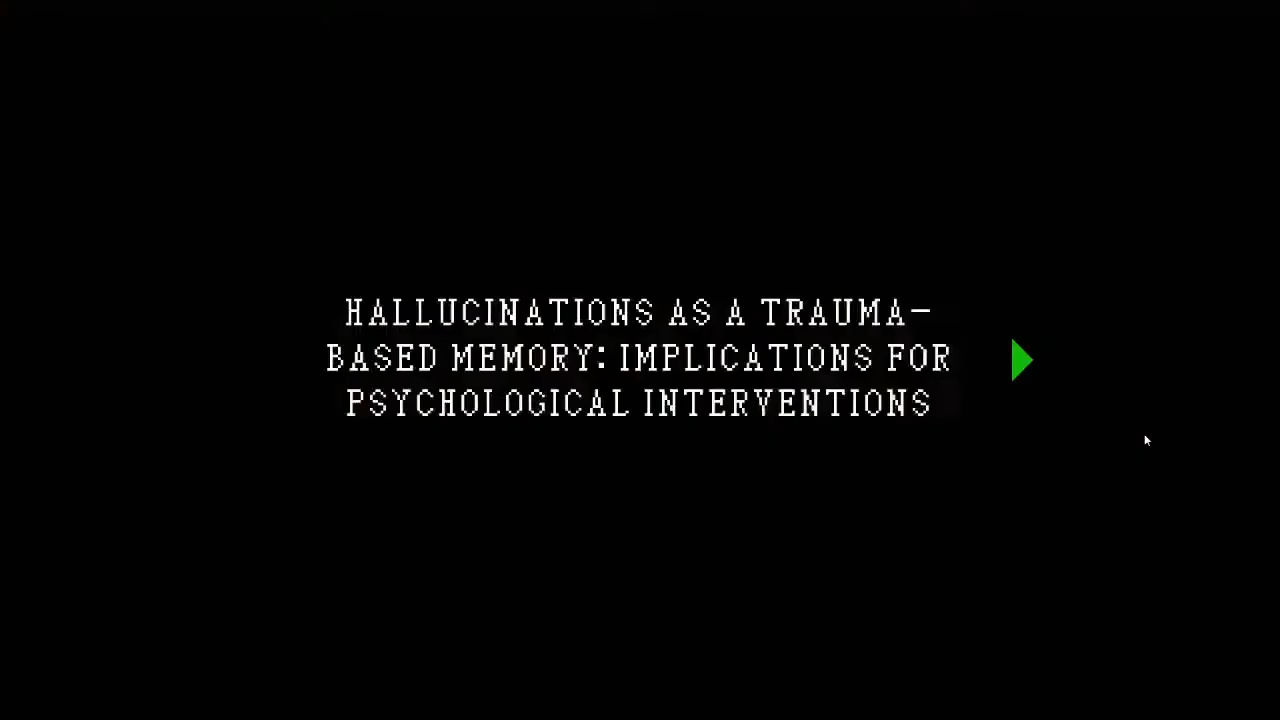 HALLUCINATIONS AS A TRAUMA-
BASED MEMORY: IMPLICATIONS FOR
PSYCHOLOGICAL INTERVENTIONS